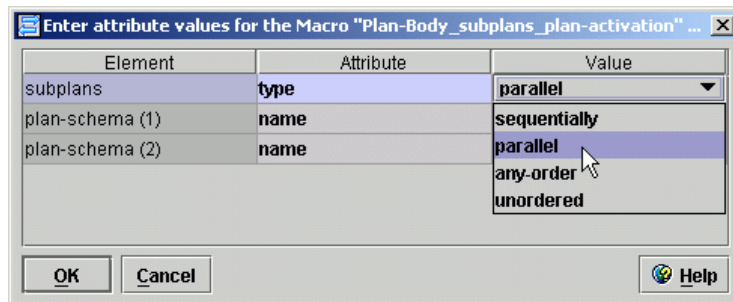 Enter attribute values for the Macro "Plan-Body_subplans_plan-activation" ...
Element Attribute Value
subplans type parallel
plan-schema (1) name sequentially
plan-schema (2) name parallel
any-order
unordered
OK Cancel Help